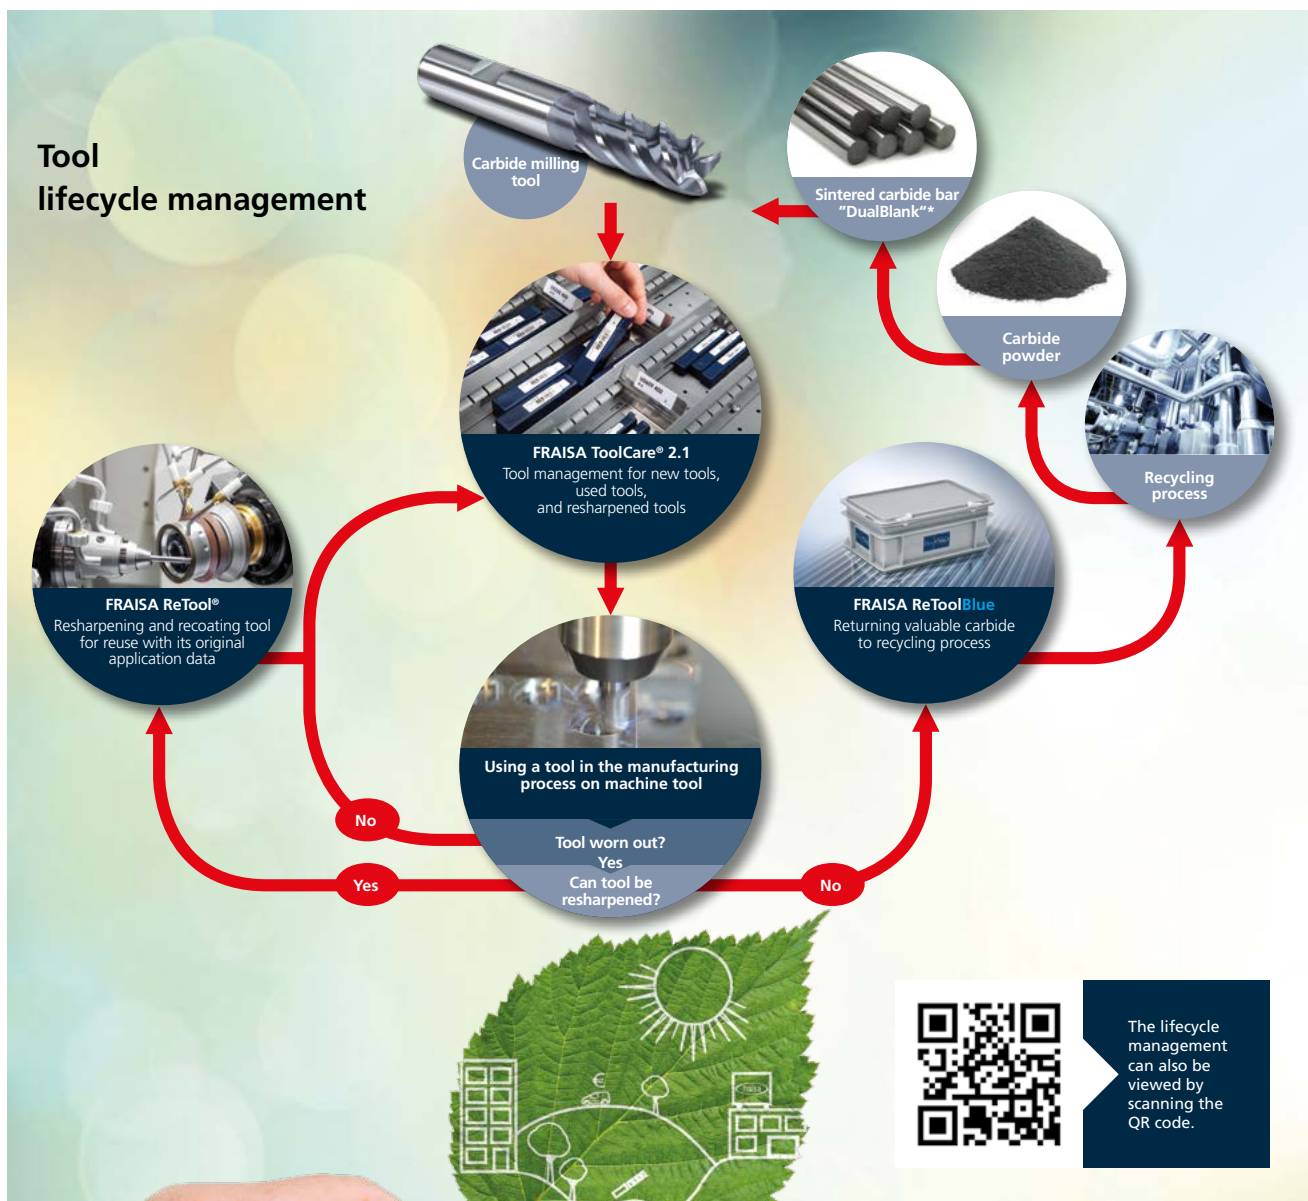 Tool
lifecycle management
Carbide milling
tool
Sintered carbide bar
”DualBlank“*
Carbide
powder
Recycling
process
FRAISA ToolCare® 2.1
Tool management for new tools,
used tools,
and resharpened tools
FRAISA ReTool®
Resharpening and recoating tool
for reuse with its original
application data
FRAISA ReToolBlue
Returning valuable carbide
to recycling process
Using a tool in the manufacturing
process on machine tool
No
Tool worn out?
Yes
Yes
Can tool be
resharpened?
No
The lifecycle
management
can also be
viewed by
scanning the
QR code.